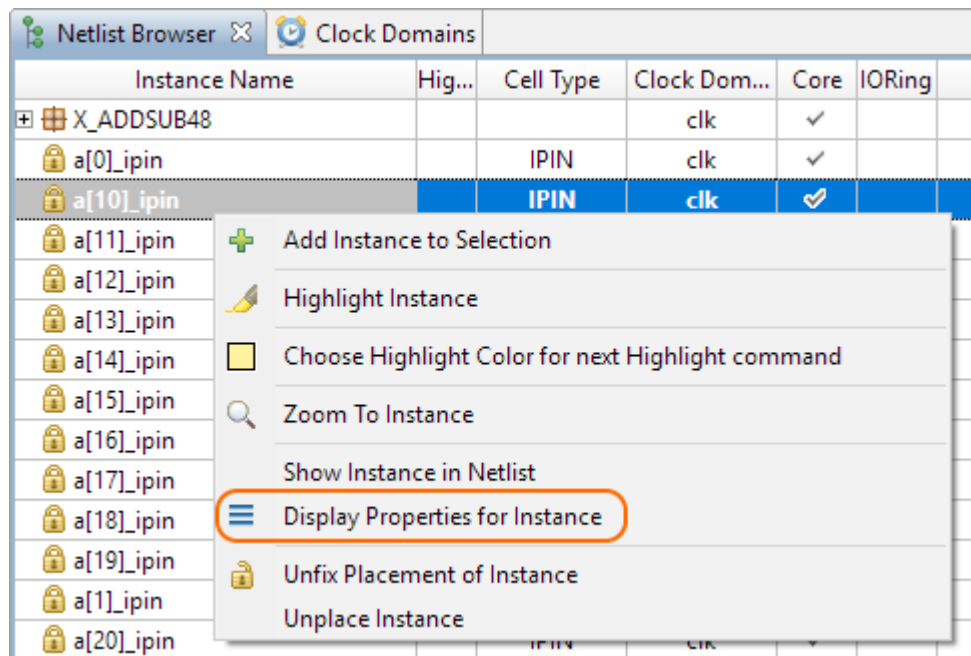 Netlist Browser Clock Domains
Instance Name Hig... Cell Type Clock Dom... Core IORing
X_ADDSUB48 clk
a[0]_ipin IPIN clk
a[10]_ipin IPIN clk
a[11]_ipin
Add Instance to Selection
a[12]_ipin
Highlight Instance
a[13]_ipin
a[14]_ipin
Choose Highlight Color for next Highlight command
a[15]_ipin
Zoom To Instance
a[16]_ipin
a[17]_ipin
Show Instance in Netlist
a[18]_ipin
Display Properties for Instance
a[19]_ipin
Unfix Placement of Instance
a[1]_ipin
Unplace Instance
a[20]_ipin IPIN clk